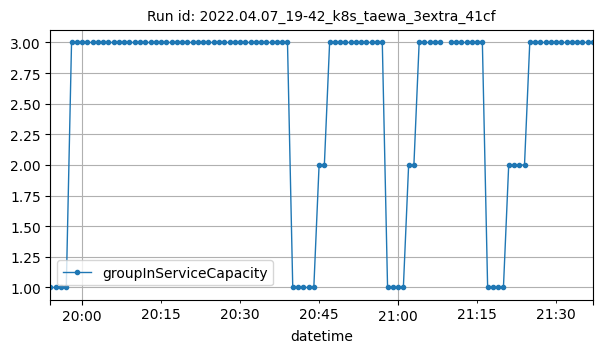 Run id: 2022.04.07_19-42_k8s_taewa_3extra_41cf
3.00
2.75
2.50
2.25
2.00
1.75
1.50
1.25
1.00
groupInServiceCapacity
20:00 20:15 20:30 20:45 21:00 21:15 21:30
datetime